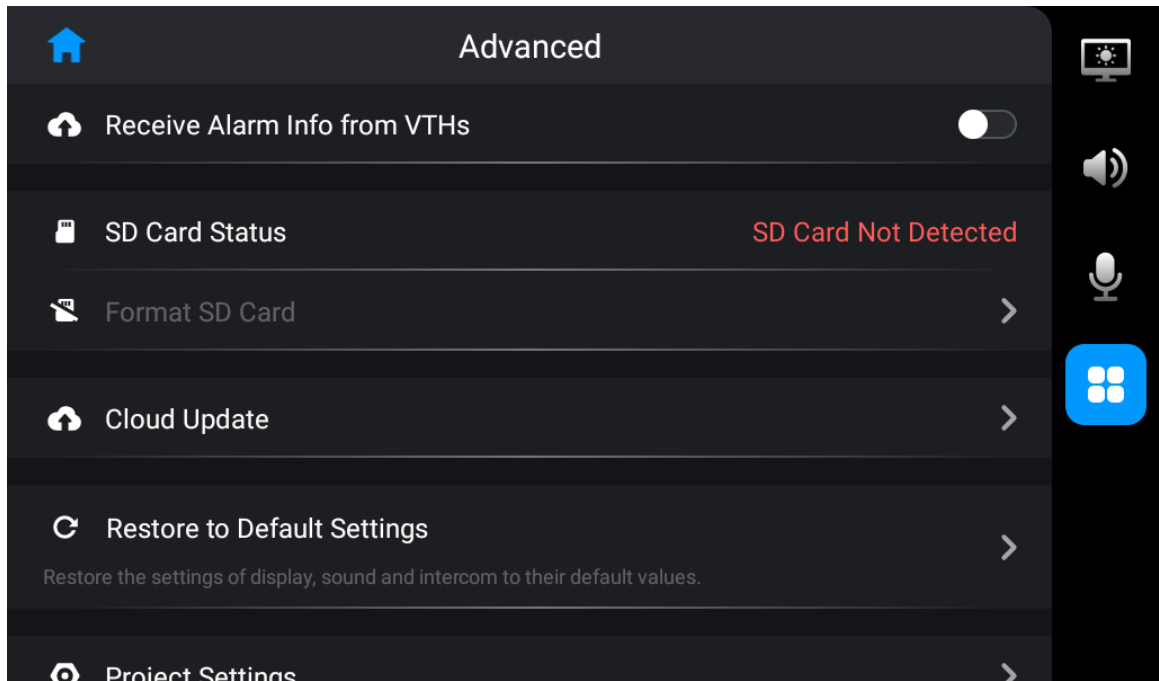 Advanced
Receive Alarm Info from VTHs
SD Card Status
SD Card Not Detected
Format SD Card
Cloud Update
Restore to Default Settings
Restore the settings of display, sound and intercom to their default values.
Project Settings